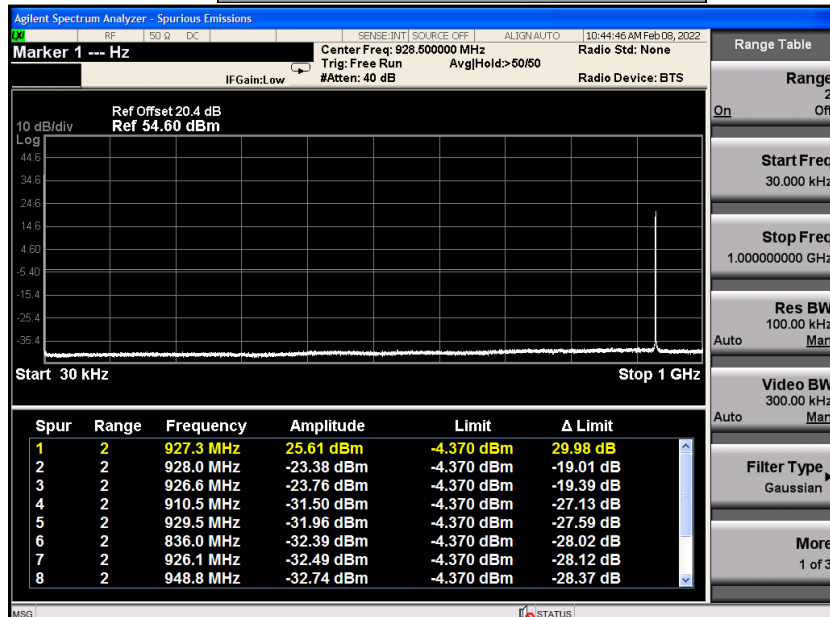 Agilent Spectrum Analyzer - Spurious Emissions
LXI RF 50 Ω DC SENSE:INT SOURCE OFF ALIGN AUTO 10:44:46 AM Feb 08, 2022
Marker 1 --- Hz
Center Freq: 928.500000 MHz
Radio Std: None
Trig: Free Run Avg|Hold:>50/50
IFGain:Low #Atten: 40 dB Radio Device: BTS
Ref Offset 20.4 dB
10 dB/div Ref 54.60 dBm
Log
44.6
34.6
24.6
14.6
4.60
-5.40
-15.4
-25.4
-35.4
Start 30 kHz Stop 1 GHz
Spur Range Frequency Amplitude Limit Δ Limit
1 2 927.3 MHz 25.61 dBm -4.370 dBm 29.98 dB
2 2 928.0 MHz -23.38 dBm -4.370 dBm -19.01 dB
3 2 926.6 MHz -23.76 dBm -4.370 dBm -19.39 dB
4 2 910.5 MHz -31.50 dBm -4.370 dBm -27.13 dB
5 2 929.5 MHz -31.96 dBm -4.370 dBm -27.59 dB
6 2 836.0 MHz -32.39 dBm -4.370 dBm -28.02 dB
7 2 926.1 MHz -32.49 dBm -4.370 dBm -28.12 dB
8 2 948.8 MHz -32.74 dBm -4.370 dBm -28.37 dB
MSG STATUS
Range Table
Range
2
On Off
Start Freq
30.000 kHz
Stop Freq
1.000000000 GHz
Res BW
100.00 kHz
Auto Man
Video BW
300.00 kHz
Auto Man
Filter Type
Gaussian
More
1 of 3